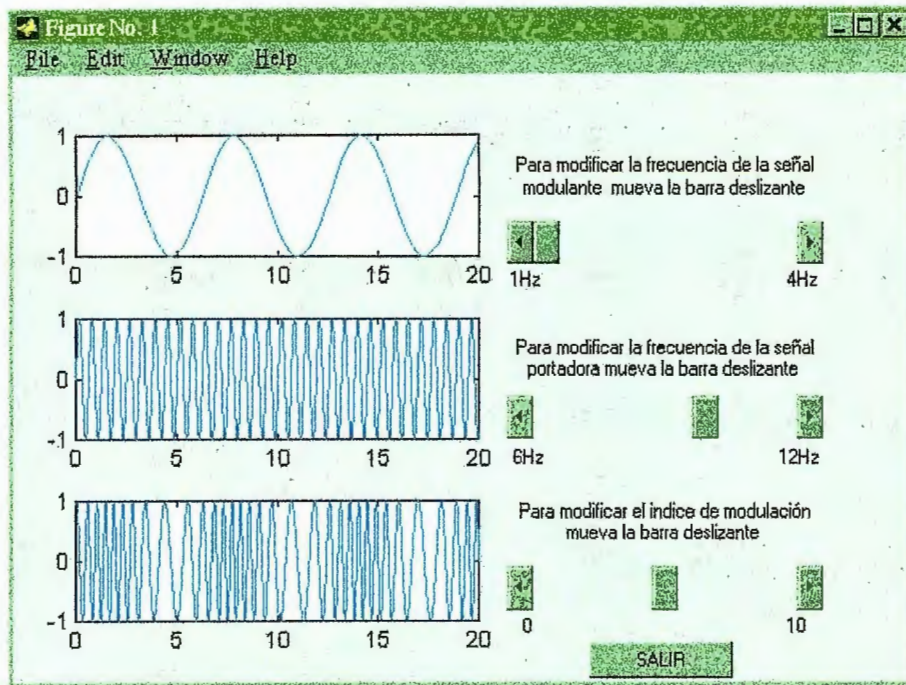 Figure No. 1
File Edit Window Help
1
0
-1
0 5 10 15 20
Para modificar la frecuencia de la señal
modulante mueva la barra deslizante
1Hz 4Hz
1
0
-1
0 5 10 15 20
Para modificar la frecuencia de la señal
portadora mueva la barra deslizante
6Hz 12Hz
1
0
-1
0 5 10 15 20
Para modificar el indice de modulación
mueva la barra deslizante
0 10
SALIR